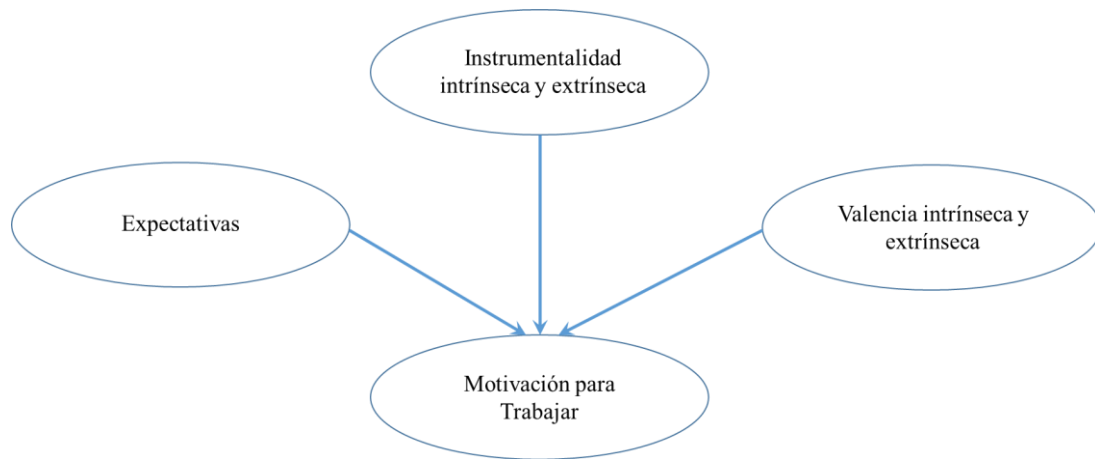 Instrumentalidad
intrínseca y extrínseca
Expectativas
Valencia intrínseca y
extrínseca
Motivación para
Trabajar